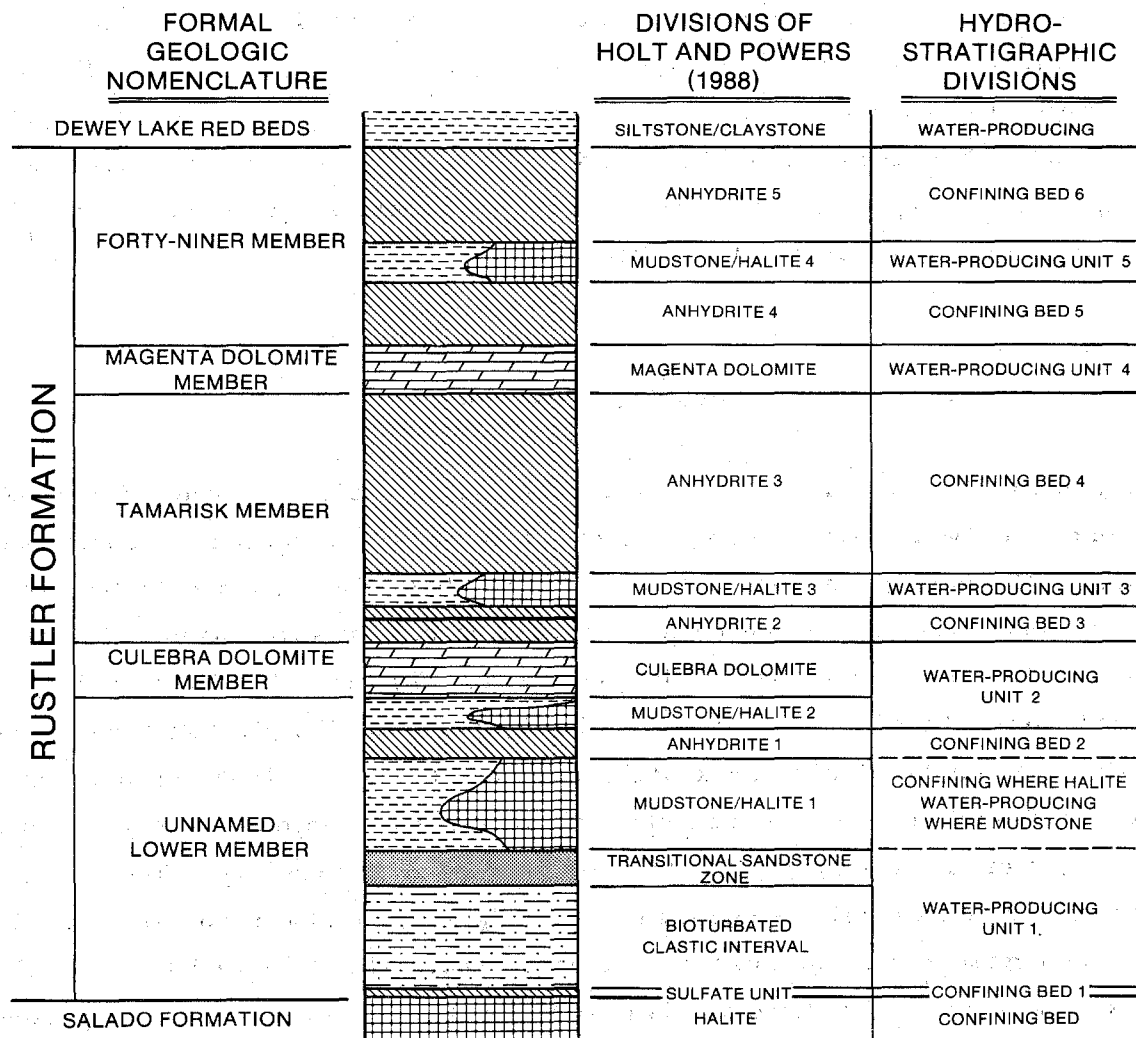 FORMAL
GEOLOGIC
NOMENCLATURE
DIVISIONS OF
HOLT AND POWERS
(1988)
HYDRO-
STRATIGRAPHIC
DIVISIONS
DEWEY LAKE RED BEDS
SILTSTONE/CLAYSTONE
WATER-PRODUCING
RUSTLER FORMATION
FORTY-NINER MEMBER
ANHYDRITE 5
CONFINING BED 6
MUDSTONE/HALITE 4
WATER-PRODUCING UNIT 5
ANHYDRITE 4
CONFINING BED 5
MAGENTA DOLOMITE
MEMBER
MAGENTA DOLOMITE
WATER-PRODUCING UNIT 4
TAMARISK MEMBER
ANHYDRITE 3
CONFINING BED 4
MUDSTONE/HALITE 3
WATER-PRODUCING UNIT 3
ANHYDRITE 2
CONFINING BED 3
CULEBRA DOLOMITE
MEMBER
CULEBRA DOLOMITE
WATER-PRODUCING
UNIT 2
MUDSTONE/HALITE 2
ANHYDRITE 1
CONFINING BED 2
UNNAMED
LOWER MEMBER
MUDSTONE/HALITE 1
CONFINING WHERE HALITE
WATER-PRODUCING
WHERE MUDSTONE
TRANSITIONAL SANDSTONE
ZONE
BIOTURBATED
CLASTIC INTERVAL
WATER-PRODUCING
UNIT 1.
SULFATE UNIT
CONFINING BED 1
SALADO FORMATION
HALITE
CONFINING BED